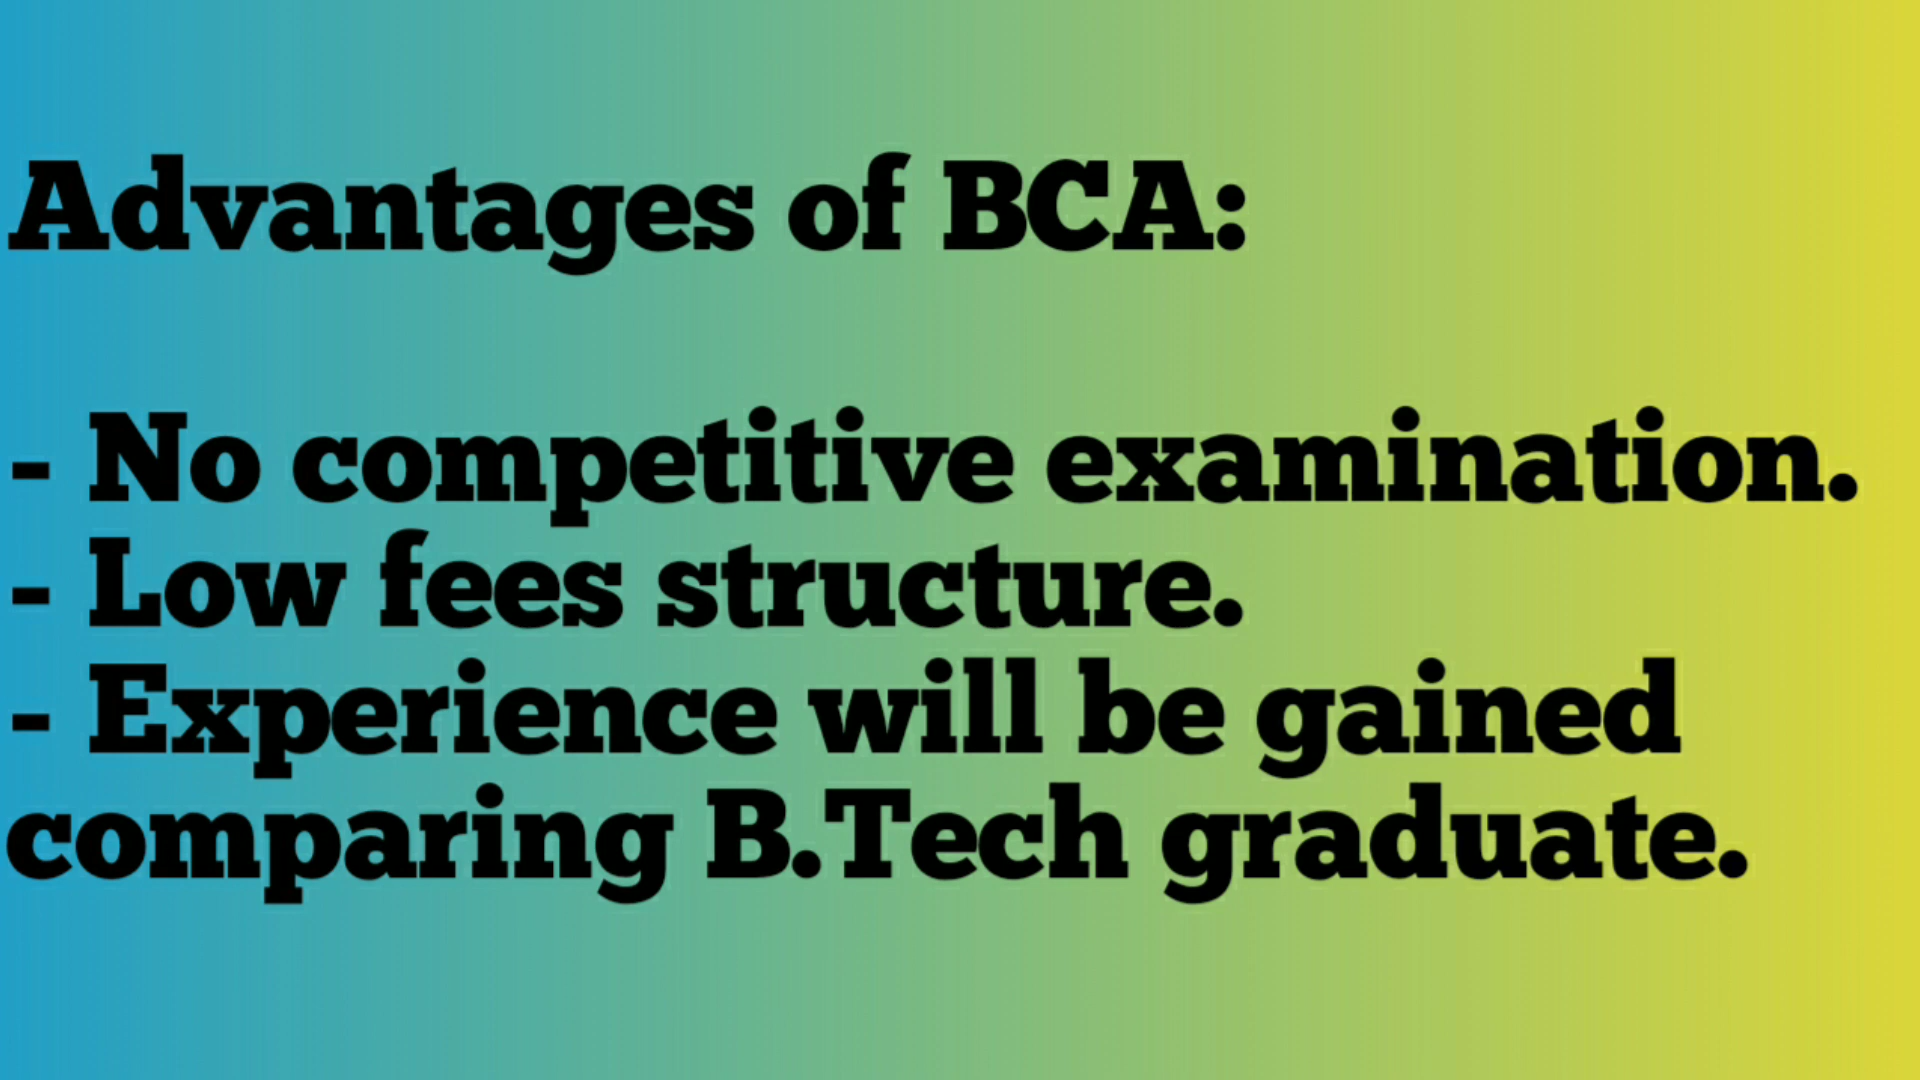 Advantages of BCA:
- No competitive examination.
- Low fees structure.
- Experience will be gained
comparing B.Tech graduate.